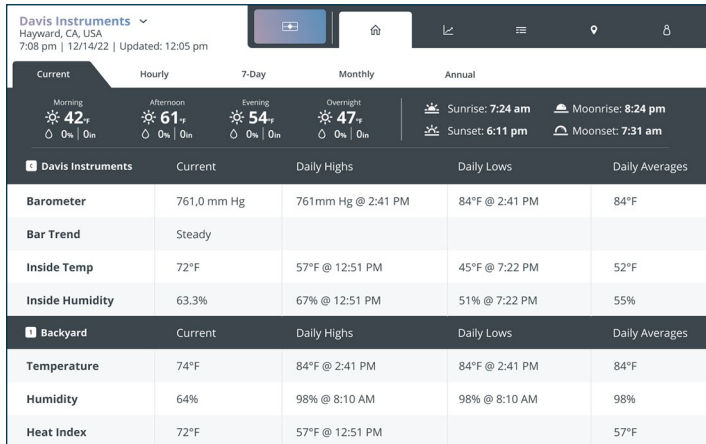 Davis Instruments
Hayward, CA, USA
7:08 pm | 12/14/22 | Updated: 12:05 pm
Current Hourly 7-Day Monthly Annual
Morning Afternoon Evening Overnight
42°F 61°F 54°F 47°F
0% | 0in 0% | 0in 0% | 0in 0% | 0in
Sunrise: 7:24 am Moonrise: 8:24 pm
Sunset: 6:11 pm Moonset: 7:31 am
C Davis Instruments Current Daily Highs Daily Lows Daily Averages
Barometer 761,0 mm Hg 761mm Hg @ 2:41 PM 84°F @ 2:41 PM 84°F
Bar Trend Steady
Inside Temp 72°F 57°F @ 12:51 PM 45°F @ 7:22 PM 52°F
Inside Humidity 63.3% 67% @ 12:51 PM 51% @ 7:22 PM 55%
1 Backyard Current Daily Highs Daily Lows Daily Averages
Temperature 74°F 84°F @ 2:41 PM 84°F @ 2:41 PM 84°F
Humidity 64% 98% @ 8:10 AM 98% @ 8:10 AM 98%
Heat Index 72°F 57°F @ 12:51 PM 57°F